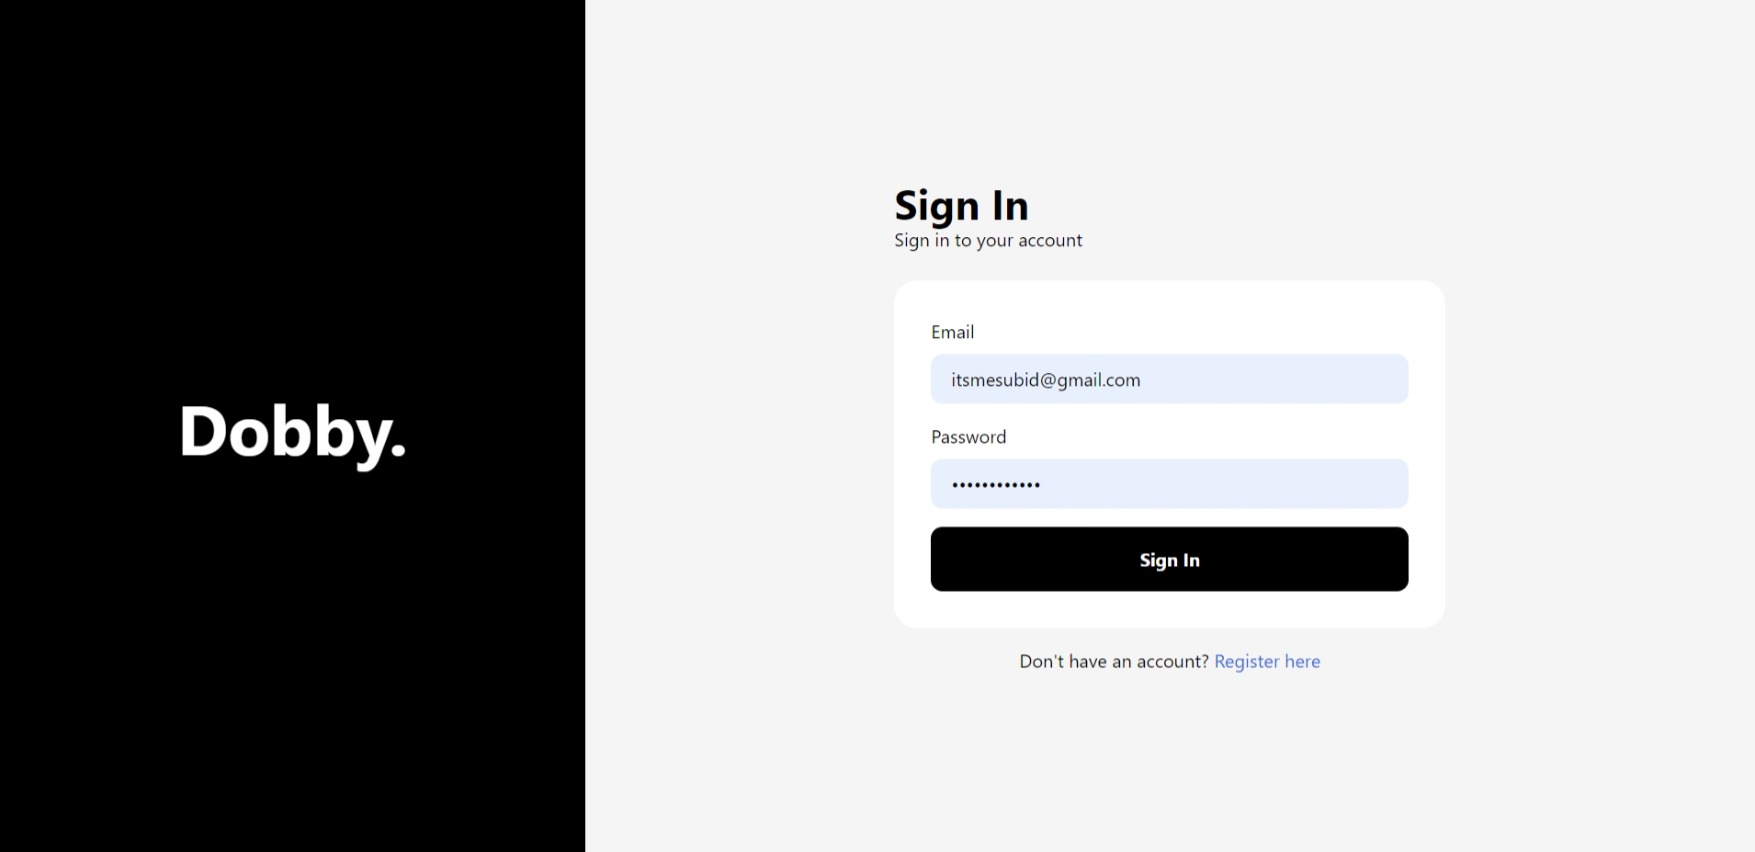 Dobby.
Sign In
Sign in to your account
Email
itsmesubid@gmail.com
Password
••••••••••••
Sign In
Don't have an account? Register here